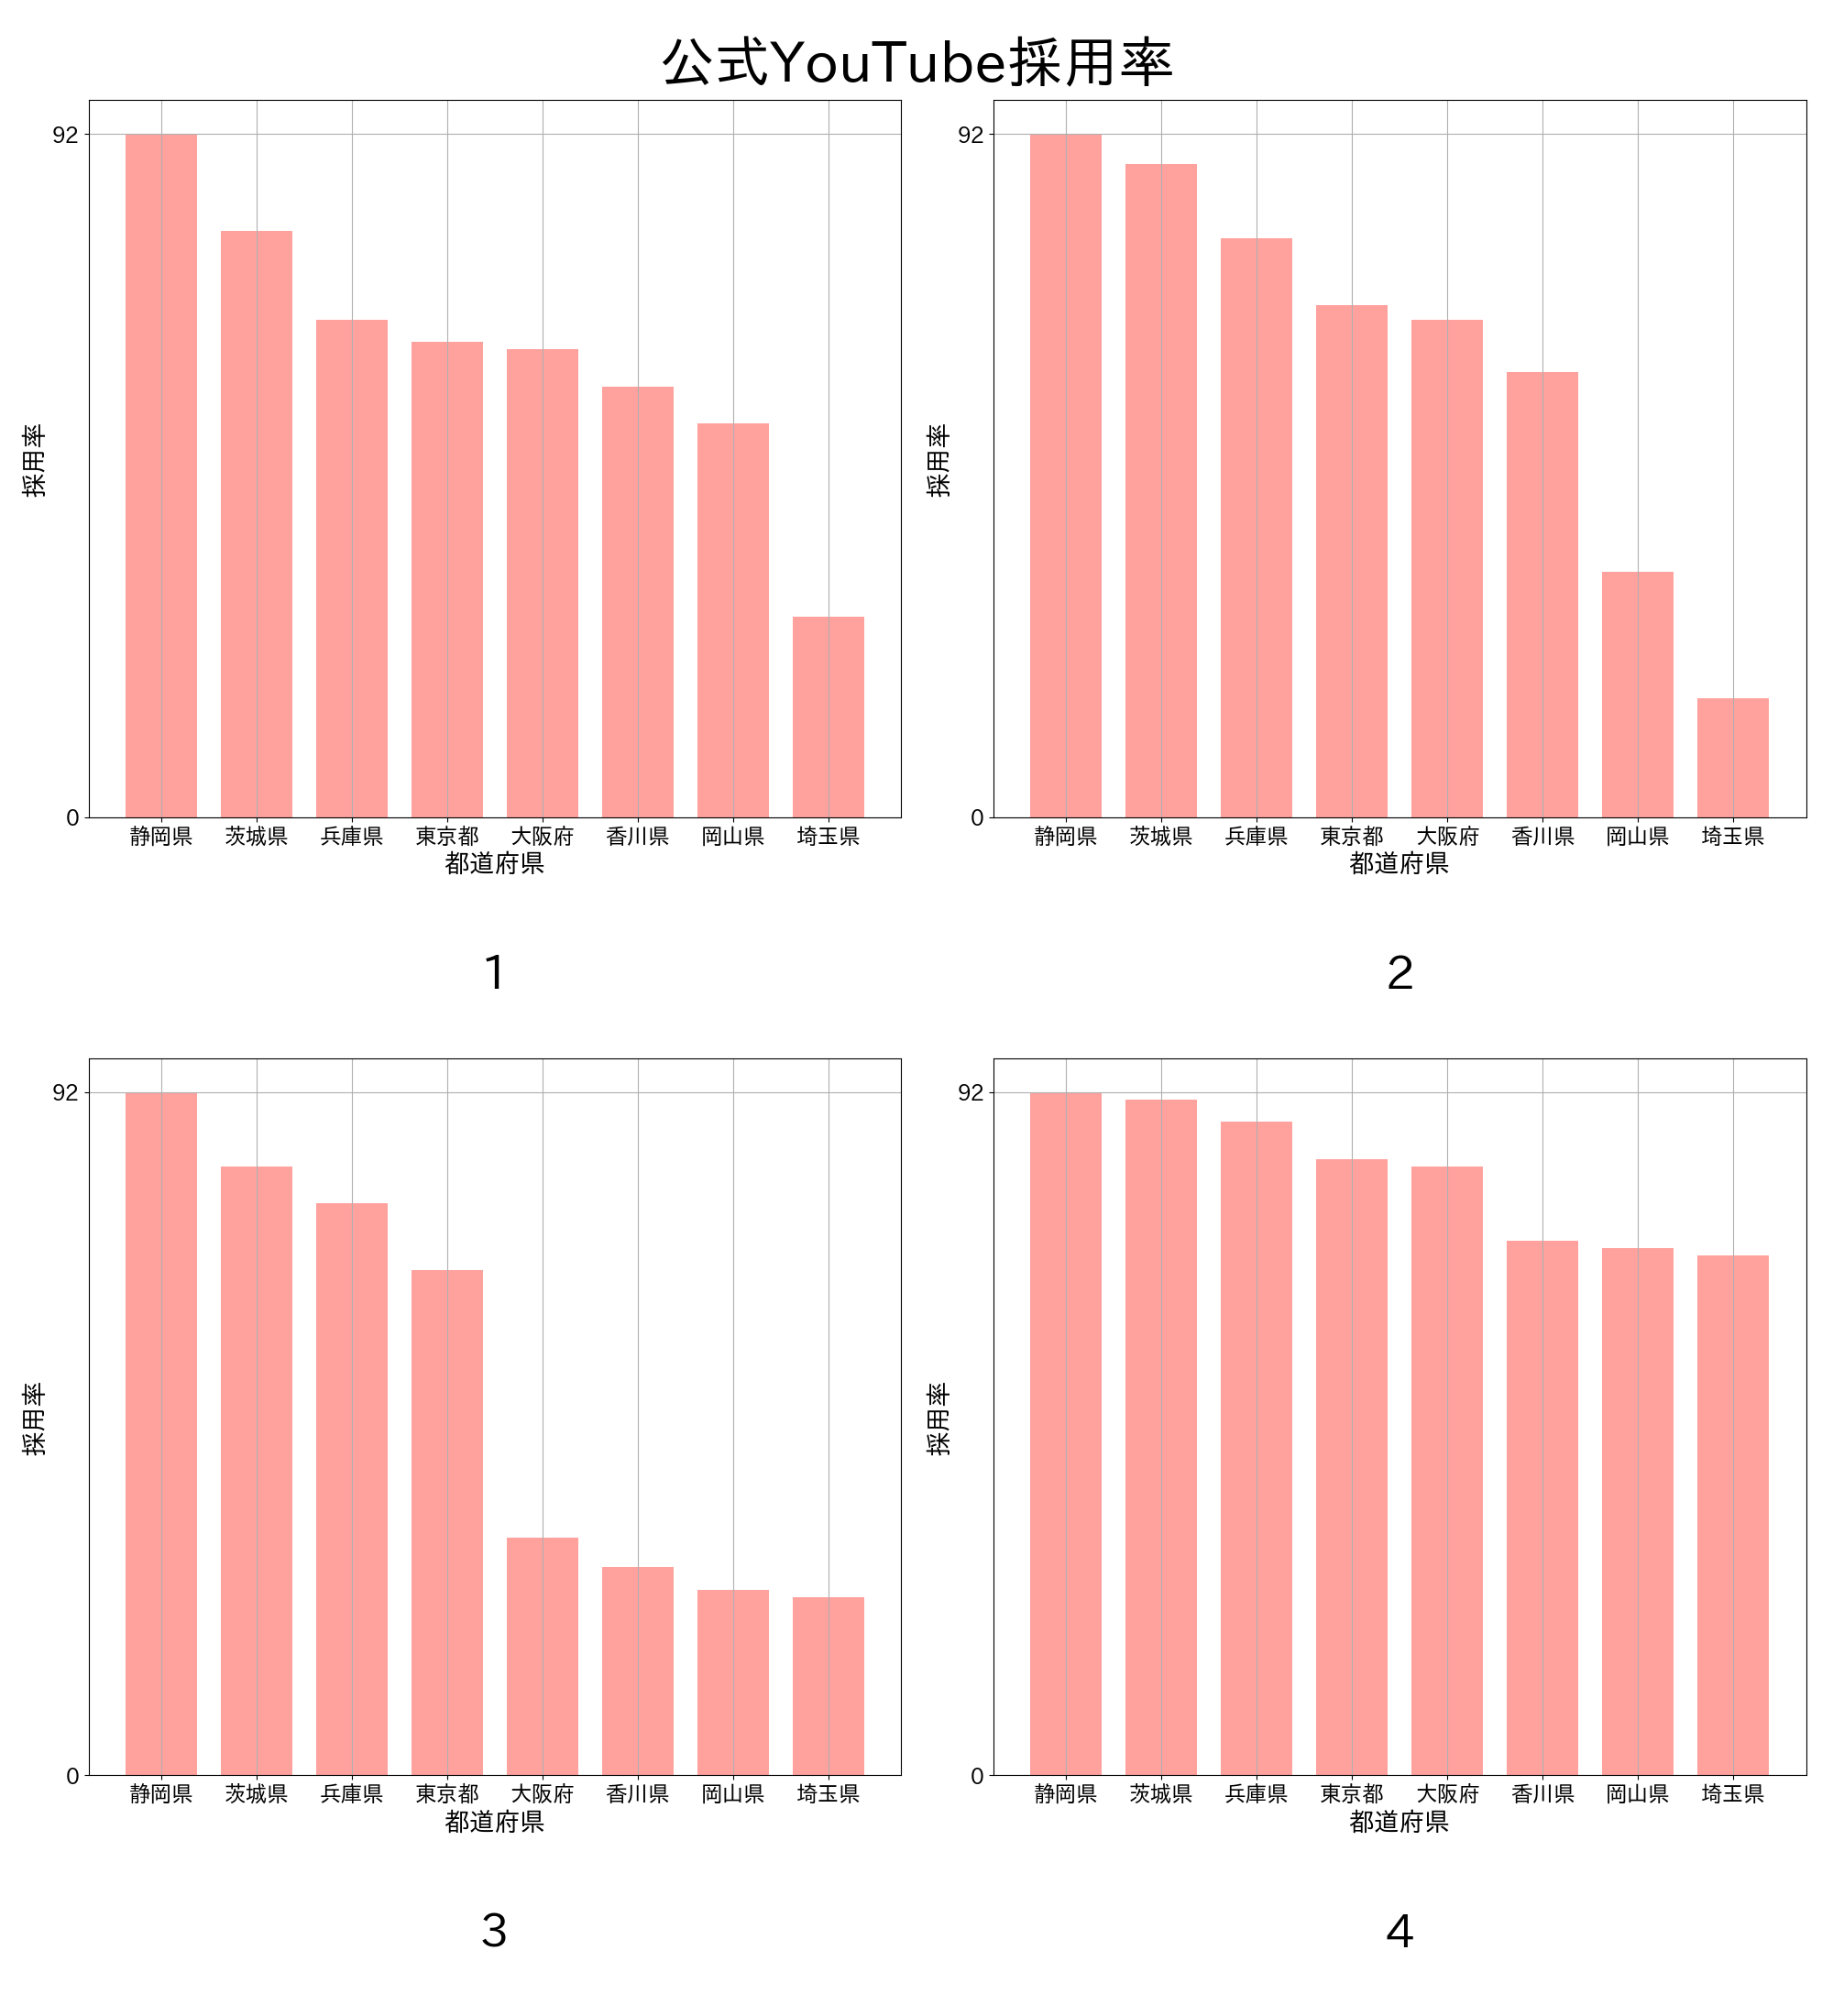 公式YouTube採用率
92
0
採用率
静岡県 茨城県 兵庫県 東京都 大阪府 香川県 岡山県 埼玉県
都道府県
1
92
0
採用率
静岡県 茨城県 兵庫県 東京都 大阪府 香川県 岡山県 埼玉県
都道府県
2
92
0
採用率
静岡県 茨城県 兵庫県 東京都 大阪府 香川県 岡山県 埼玉県
都道府県
3
92
0
採用率
静岡県 茨城県 兵庫県 東京都 大阪府 香川県 岡山県 埼玉県
都道府県
4